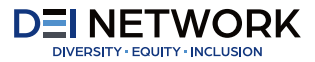 DEI NETWORK
DIVERSITY • EQUITY • INCLUSION